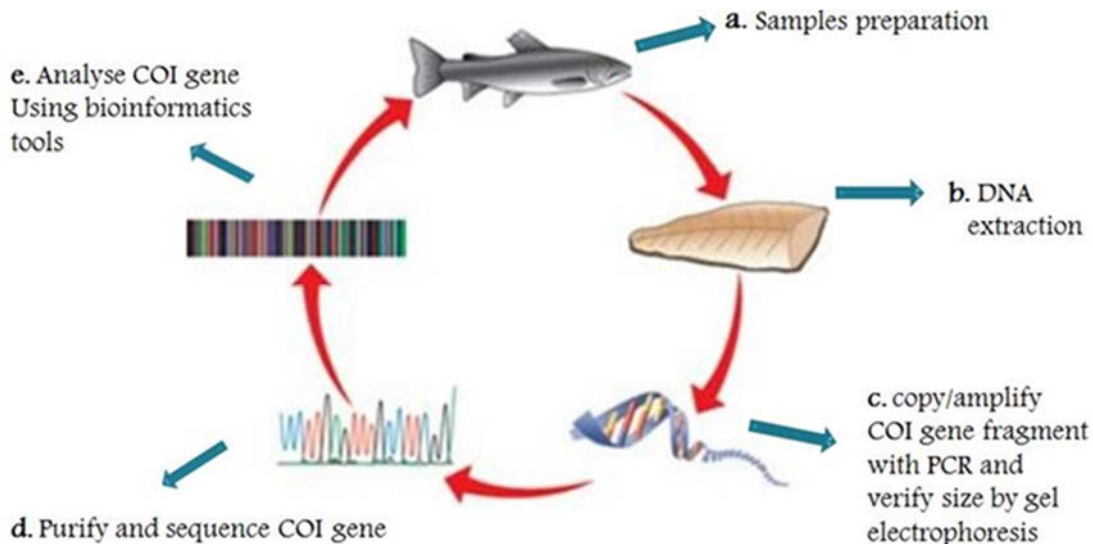 a. Samples preparation
b. DNA
extraction
c. copy/amplify
COI gene fragment
with PCR and
verify size by gel
electrophoresis
d. Purify and sequence COI gene
e. Analyse COI gene
Using bioinformatics
tools